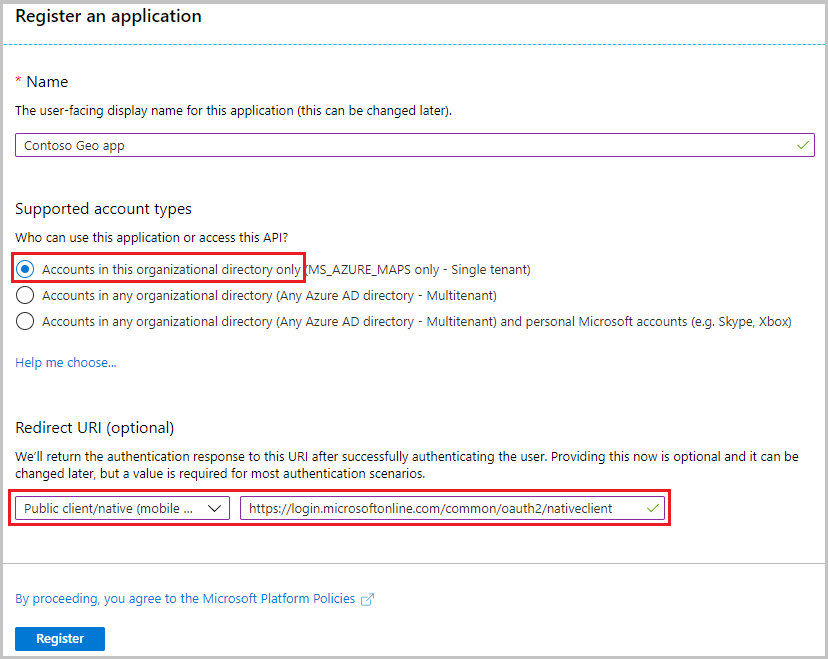 Register an application
* Name
The user-facing display name for this application (this can be changed later).
Contoso Geo app
Supported account types
Who can use this application or access this API?
Accounts in this organizational directory only (MS_AZURE_MAPS only - Single tenant)
Accounts in any organizational directory (Any Azure AD directory - Multitenant)
Accounts in any organizational directory (Any Azure AD directory - Multitenant) and personal Microsoft accounts (e.g. Skype, Xbox)
Help me choose...
Redirect URI (optional)
We'll return the authentication response to this URI after successfully authenticating the user. Providing this now is optional and it can be
changed later, but a value is required for most authentication scenarios.
Public client/native (mobile ... https://login.microsoftonline.com/common/oauth2/nativeclient
By proceeding, you agree to the Microsoft Platform Policies
Register